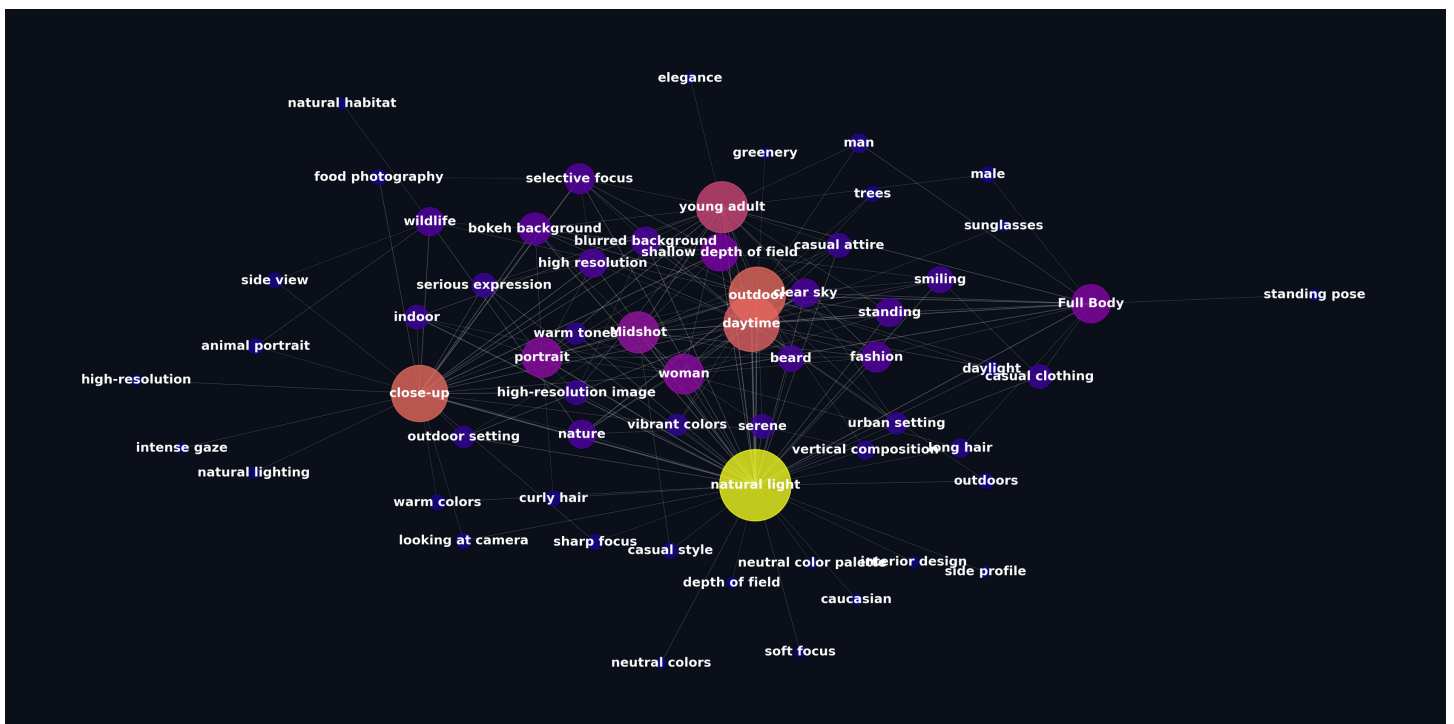 elegance
natural habitat
man
greenery
male
food photography
selective focus
trees
young adult
wildlife
sunglasses
bokeh background
blurred background
casual attire
shallow depth of field
high resolution
side view
smiling
serious expression
clear sky
outdoor
standing pose
Full Body
standing
indoor
daytime
warm tones
Midshot
animal portrait
portrait
beard
fashion
daylight
woman
casual clothing
high-resolution
close-up
high-resolution image
urban setting
vibrant colors
serene
nature
outdoor setting
intense gaze
long hair
vertical composition
natural lighting
outdoors
natural light
curly hair
warm colors
looking at camera
sharp focus
casual style
neutral color palette
interior design
side profile
depth of field
caucasian
soft focus
neutral colors